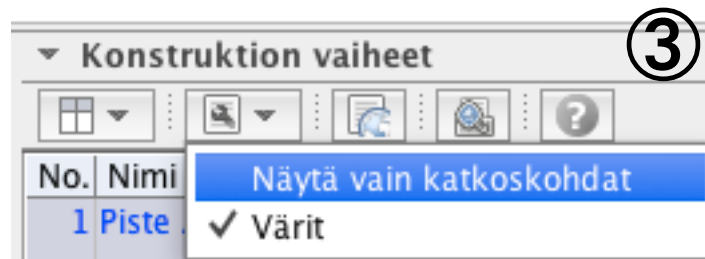 ③
Konstruktion vaiheet
?
No. Nimi Näytä vain katkoskohdat
1 Piste . ✓ Värit